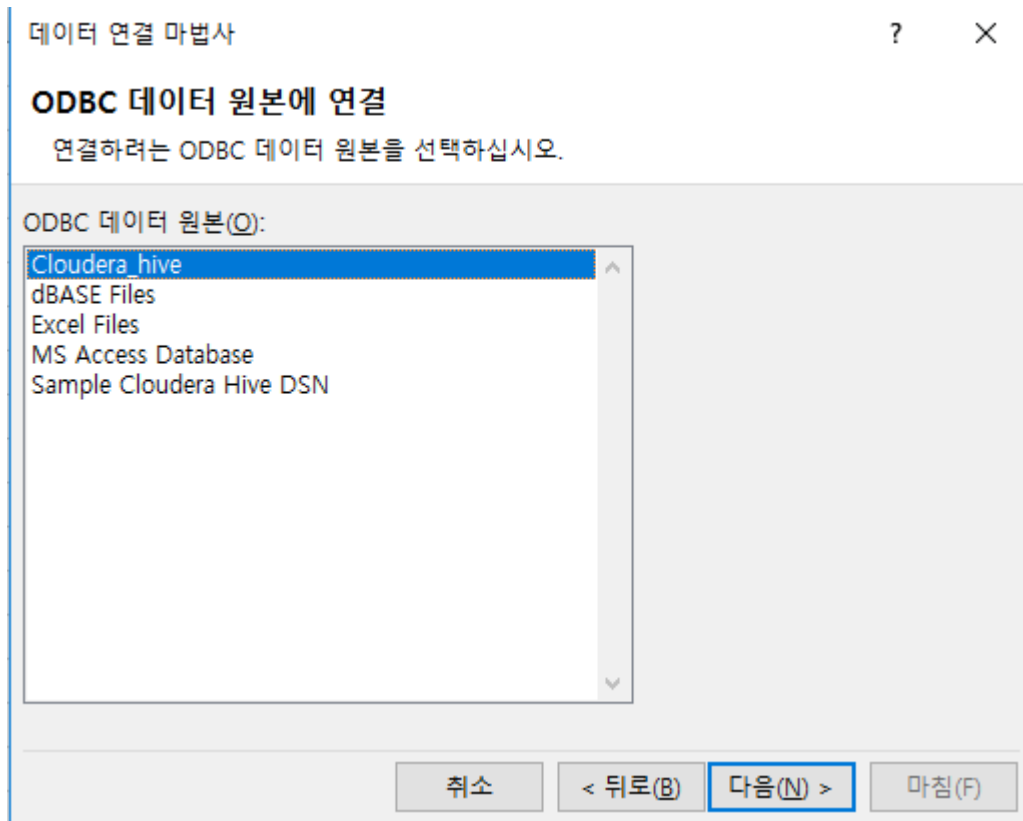 데이터 연결 마법사 ?
ODBC 데이터 원본에 연결
연결하려는 ODBC 데이터 원본을 선택하십시오.
ODBC 데이터 원본(O):
Cloudera_hive
dBASE Files
Excel Files
MS Access Database
Sample Cloudera Hive DSN
취소 < 뒤로(B) 다음(N) > 마침(F)